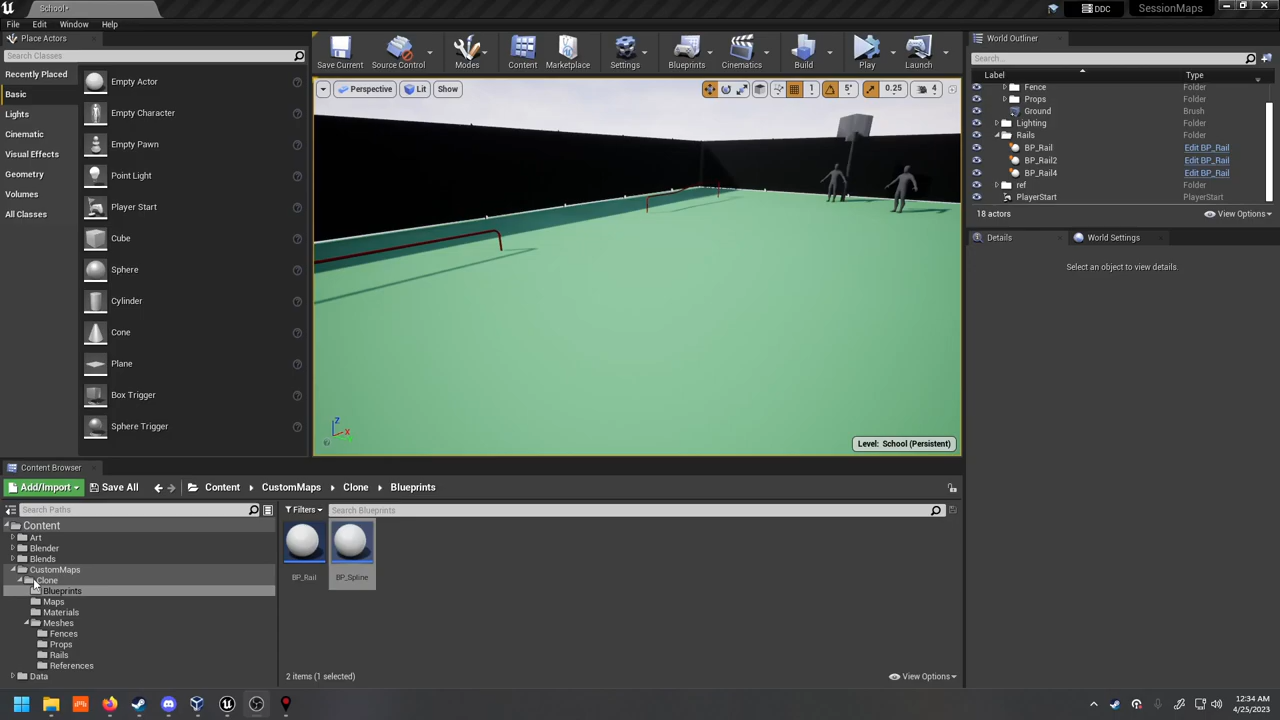 School*
DDC
SessionMaps
File
Edit
Window
Help
Place Actors
Search Classes
Recently Placed
Basic
Lights
Cinematic
Visual Effects
Geometry
Volumes
All Classes
Empty Actor
Empty Character
Empty Pawn
Point Light
Player Start
Cube
Sphere
Cylinder
Cone
Plane
Box Trigger
Sphere Trigger
Save Current
Source Control
Modes
Content
Marketplace
Settings
Blueprints
Cinematics
Build
Play
Launch
Perspective
Lit
Show
1
5°
0.25
4
Z
X
Level: School (Persistent)
World Outliner
Search...
Label
Type
Fence
Folder
Props
Folder
Ground
Brush
Lighting
Folder
Rails
Folder
BP_Rail
Edit BP_Rail
BP_Rail2
Edit BP_Rail
BP_Rail4
Edit BP_Rail
ref
Folder
PlayerStart
PlayerStart
18 actors
View Options
Details
World Settings
Select an object to view details.
Content Browser
Add/Import
Save All
Content
CustomMaps
Clone
Blueprints
Search Paths
Filters
Search Blueprints
Content
Art
Blender
Blends
CustomMaps
Clone
Blueprints
Maps
Materials
Meshes
Fences
Props
Rails
References
Data
BP_Rail
BP_Spline
2 items (1 selected)
View Options
12:34 AM
4/25/2023